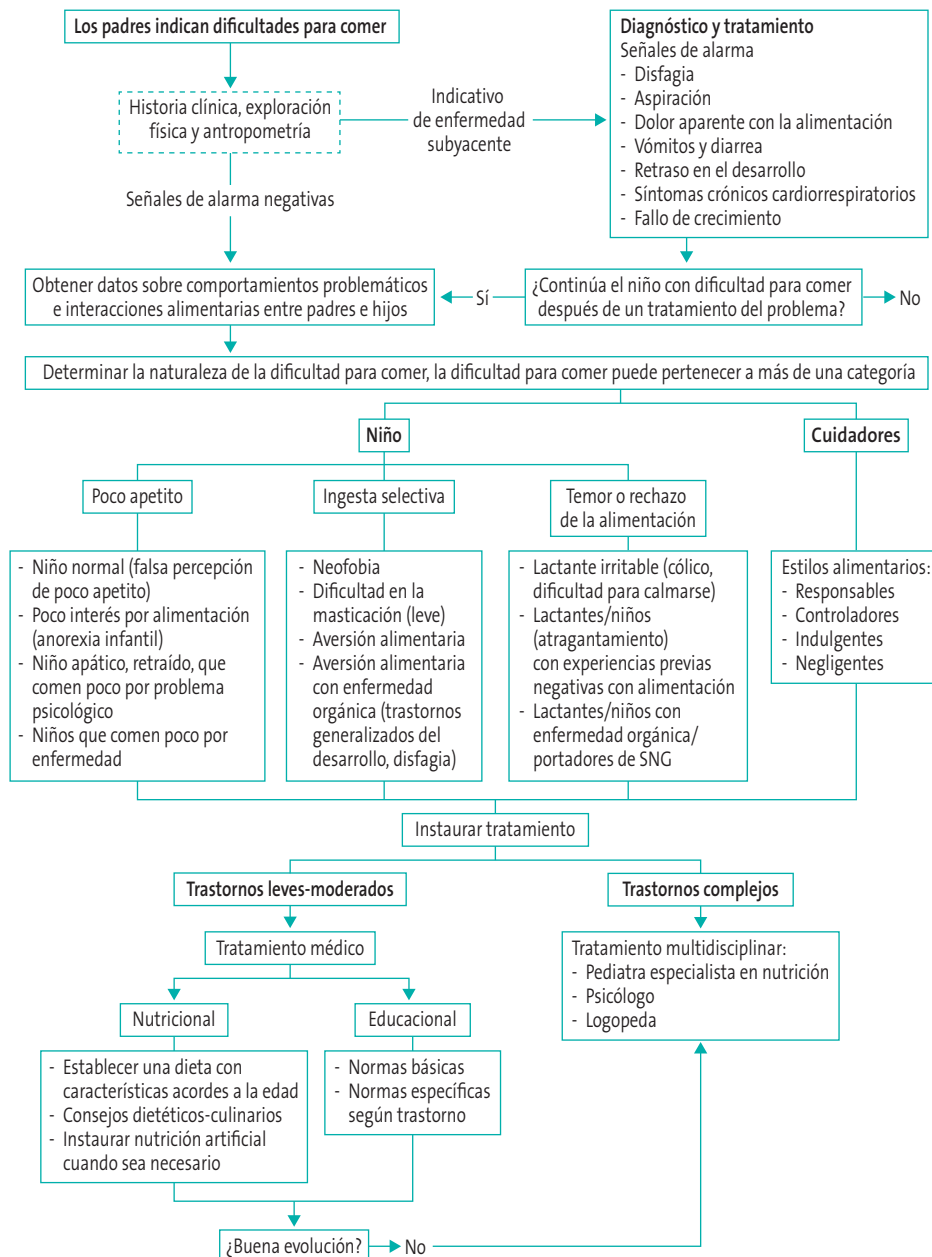 Los padres indican dificultades para comer
Historia clínica, exploración
física y antropometría
Indicativo
de enfermedad
subyacente
Diagnóstico y tratamiento
Señales de alarma
- Disfagia
- Aspiración
- Dolor aparente con la alimentación
- Vómitos y diarrea
- Retraso en el desarrollo
- Síntomas crónicos cardiorrespiratorios
- Fallo de crecimiento
Señales de alarma negativas
Obtener datos sobre comportamientos problemáticos
e interacciones alimentarias entre padres e hijos
Sí
¿Continúa el niño con dificultad para comer
después de un tratamiento del problema?
No
Determinar la naturaleza de la dificultad para comer, la dificultad para comer puede pertenecer a más de una categoría
Niño
Cuidadores
Poco apetito
Ingesta selectiva
Temor o rechazo
de la alimentación
- Niño normal (falsa percepción
de poco apetito)
- Poco interés por alimentación
(anorexia infantil)
- Niño apático, retraído, que
comen poco por problema
psicológico
- Niños que comen poco por
enfermedad
- Neofobia
- Dificultad en la
masticación (leve)
- Aversión alimentaria
- Aversión alimentaria
con enfermedad
orgánica (trastornos
generalizados del
desarrollo, disfagia)
- Lactante irritable (cólico,
dificultad para calmarse)
- Lactantes/niños
(atragantamiento)
con experiencias previas
negativas con alimentación
- Lactantes/niños con
enfermedad orgánica/
portadores de SNG
Estilos alimentarios:
- Responsables
- Controladores
- Indulgentes
- Negligentes
Instaurar tratamiento
Trastornos leves-moderados
Trastornos complejos
Tratamiento médico
Tratamiento multidisciplinar:
- Pediatra especialista en nutrición
- Psicólogo
- Logopeda
Nutricional
Educacional
- Establecer una dieta con
características acordes a la edad
- Consejos dietéticos-culinarios
- Instaurar nutrición artificial
cuando sea necesario
- Normas básicas
- Normas específicas
según trastorno
¿Buena evolución?
No